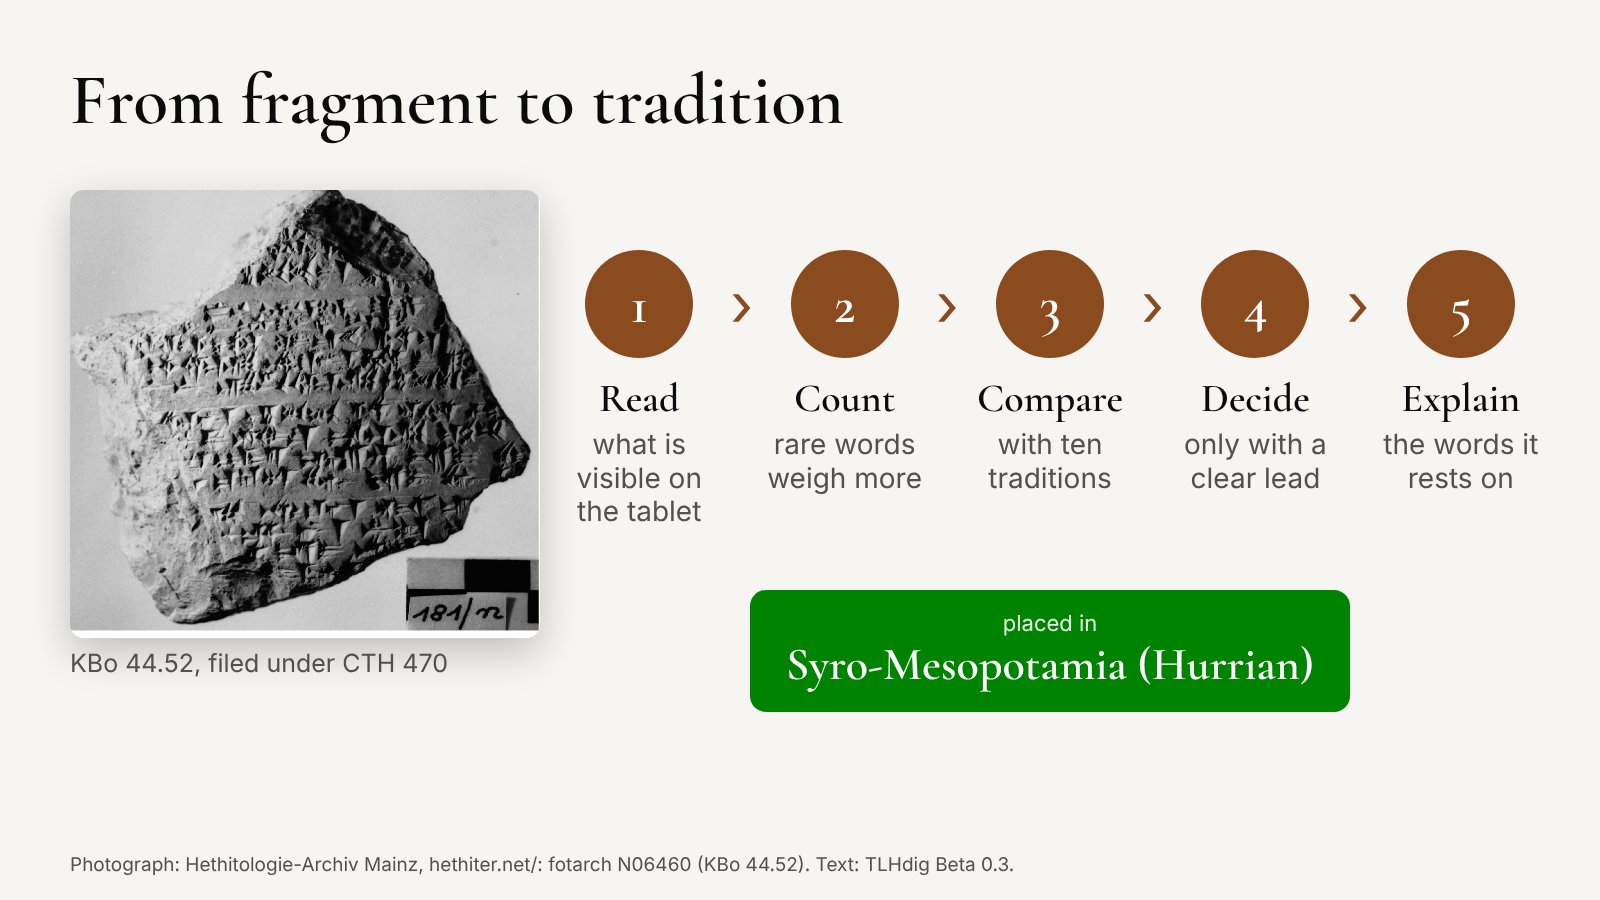 From fragment to tradition
181/n
KBo 44.52, filed under CTH 470
1
Read
what is
visible on
the tablet
›
2
Count
rare words
weigh more
›
3
Compare
with ten
traditions
›
4
Decide
only with a
clear lead
›
5
Explain
the words it
rests on
placed in
Syro-Mesopotamia (Hurrian)
Photograph: Hethitologie-Archiv Mainz, hethiter.net/: fotarch N06460 (KBo 44.52). Text: TLHdig Beta 0.3.